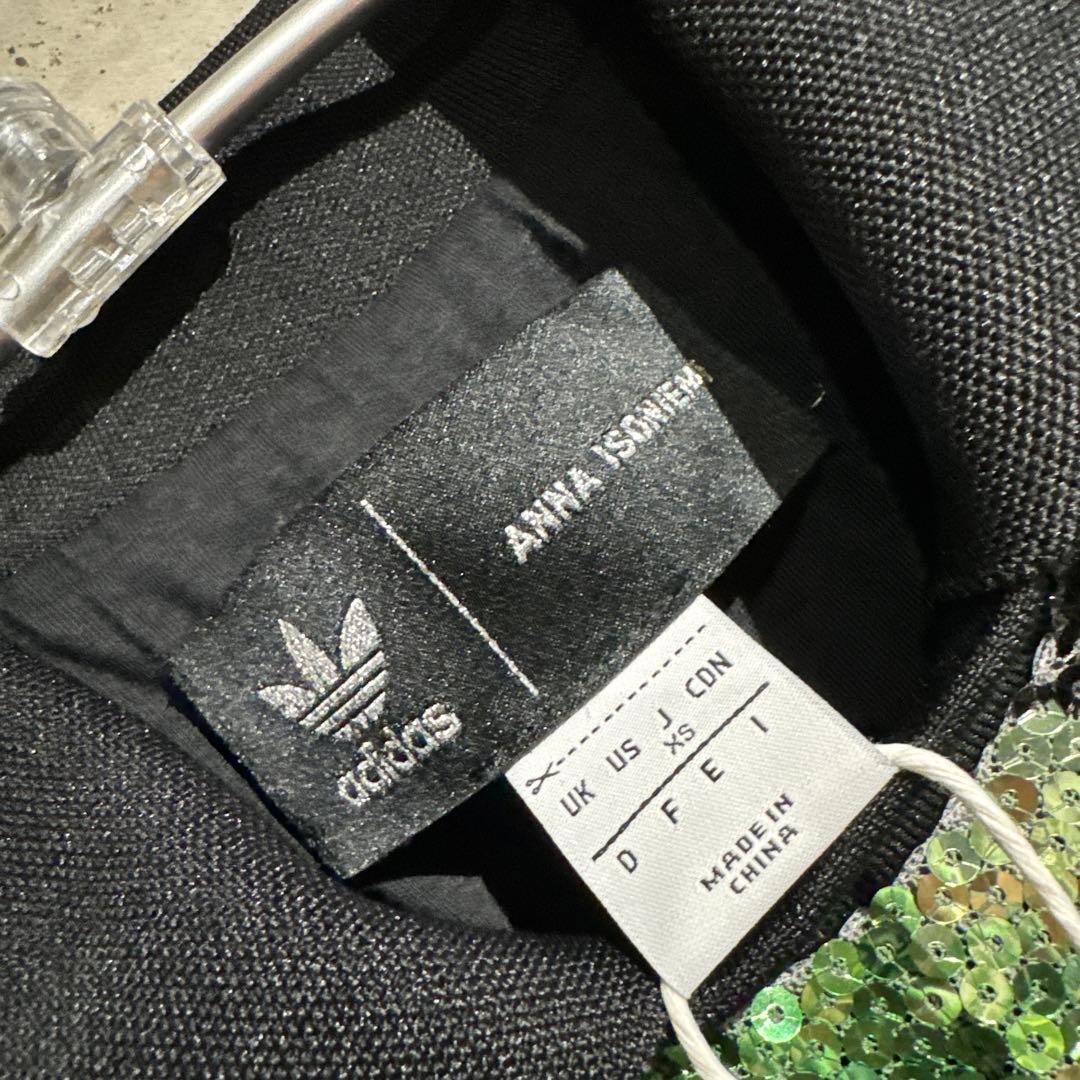 adidas
ANNA ISONIEMI
UK US J CDN
XS
D F E I
MADE IN
CHINA